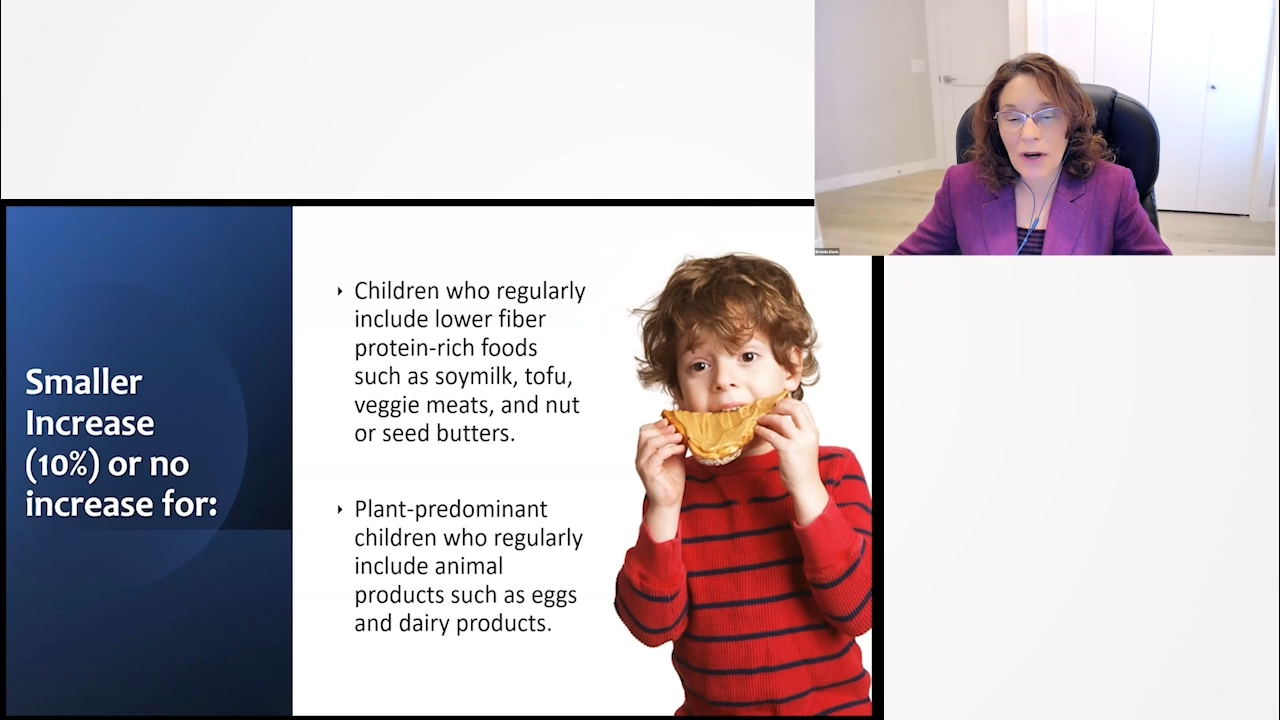 Brenda Davis
Smaller
Increase
(10%) or no
increase for:
Children who regularly
include lower fiber
protein-rich foods
such as soymilk, tofu,
veggie meats, and nut
or seed butters.
Plant-predominant
children who regularly
include animal
products such as eggs
and dairy products.